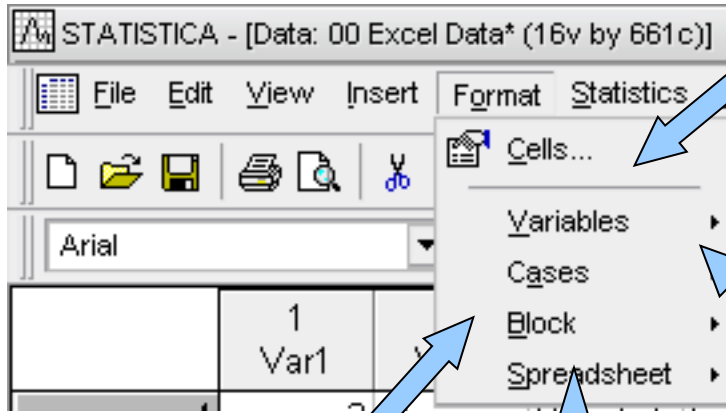 STATISTICA - [Data: 00 Excel Data* (16v by 661c)]
File Edit View Insert Format Statistics
Cells...
Variables
Arial
Cases
1
Block
Var1
Spreadsheet